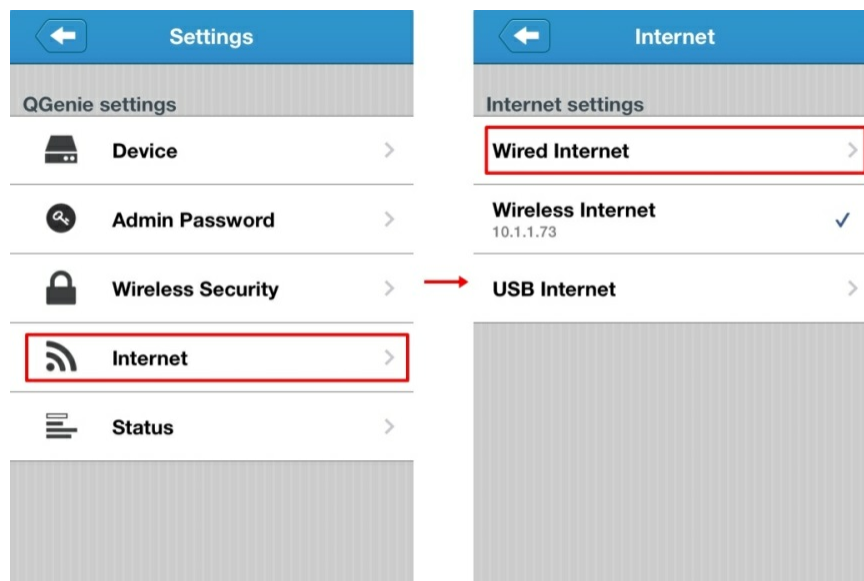 Settings
QGenie settings
Device
Admin Password
Wireless Security
Internet
Status
Internet
Internet settings
Wired Internet
Wireless Internet
10.1.1.73
USB Internet